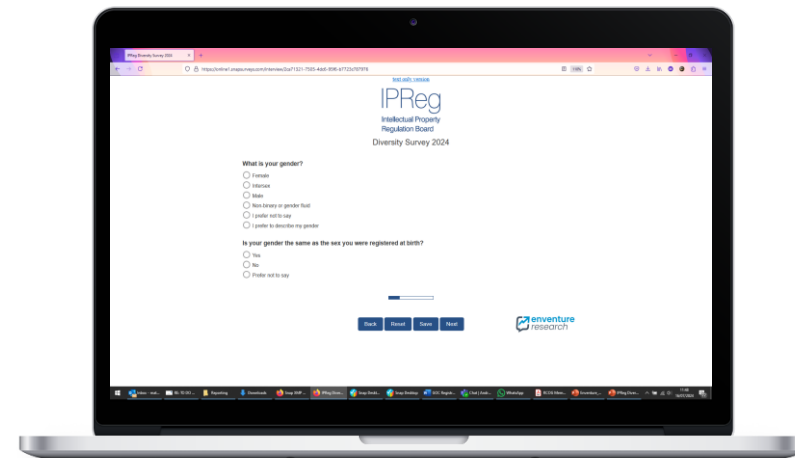 IPReg Diversity Survey 2024
text only version
IPReg
Intellectual Property
Regulation Board
Diversity Survey 2024
What is your gender?
Female
Intersex
Male
Non-binary or gender fluid
I prefer not to say
I prefer to describe my gender
Is your gender the same as the sex you were registered at birth?
Yes
No
Prefer not to say
Back Reset Save Next
enventure
research
Reporting Downloads WhatsApp